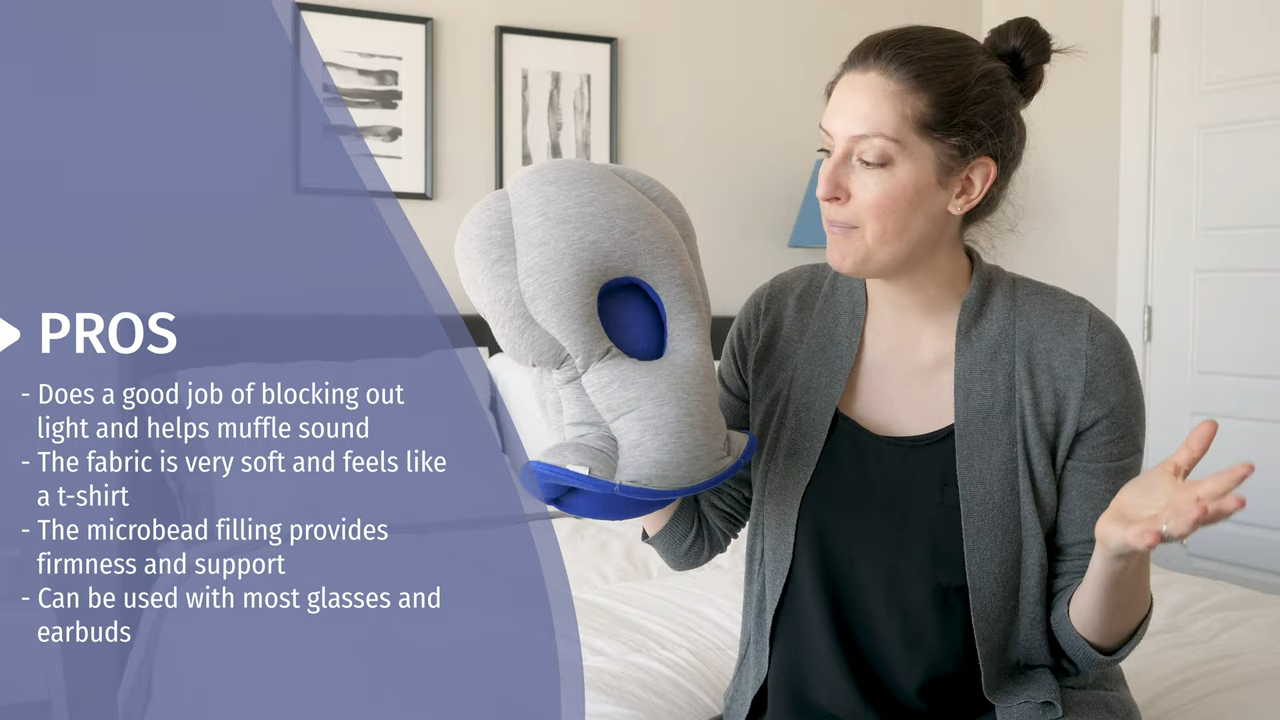 PROS
- Does a good job of blocking out
light and helps muffle sound
- The fabric is very soft and feels like
a t-shirt
- The microbead filling provides
firmness and support
- Can be used with most glasses and
earbuds